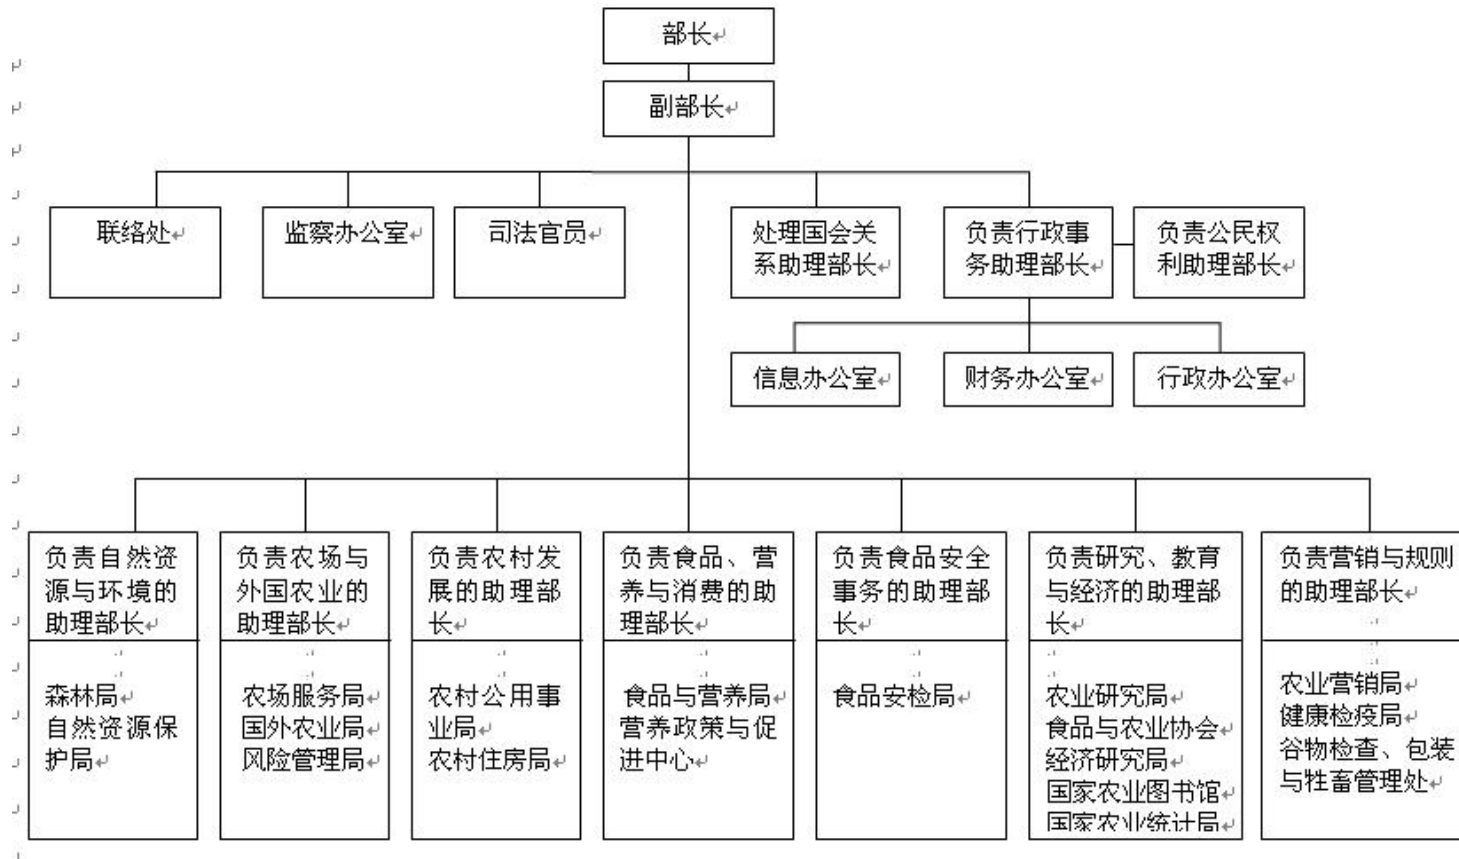 部长
副部长
联络处
监察办公室
司法官员
处理国会关
系助理部长
负责行政事
务助理部长
负责公民权
利助理部长
信息办公室
财务办公室
行政办公室
负责自然资
源与环境的
助理部长
森林局
自然资源保
护局
负责农场与
外国农业的
助理部长
农场服务局
国外农业局
风险管理局
负责农村发
展的助理部
长
农村公用事
业局
农村住房局
负责食品、营
养与消费的助
理部长
食品与营养局
营养政策与促
进中心
负责食品安全
事务的助理部
长
食品安检局
负责研究、教育
与经济的助理部
长
农业研究局
食品与农业协会
经济研究局
国家农业图书馆
国家农业统计局
负责营销与规则
的助理部长
农业营销局
健康检疫局
谷物检查、包装
与牲畜管理处